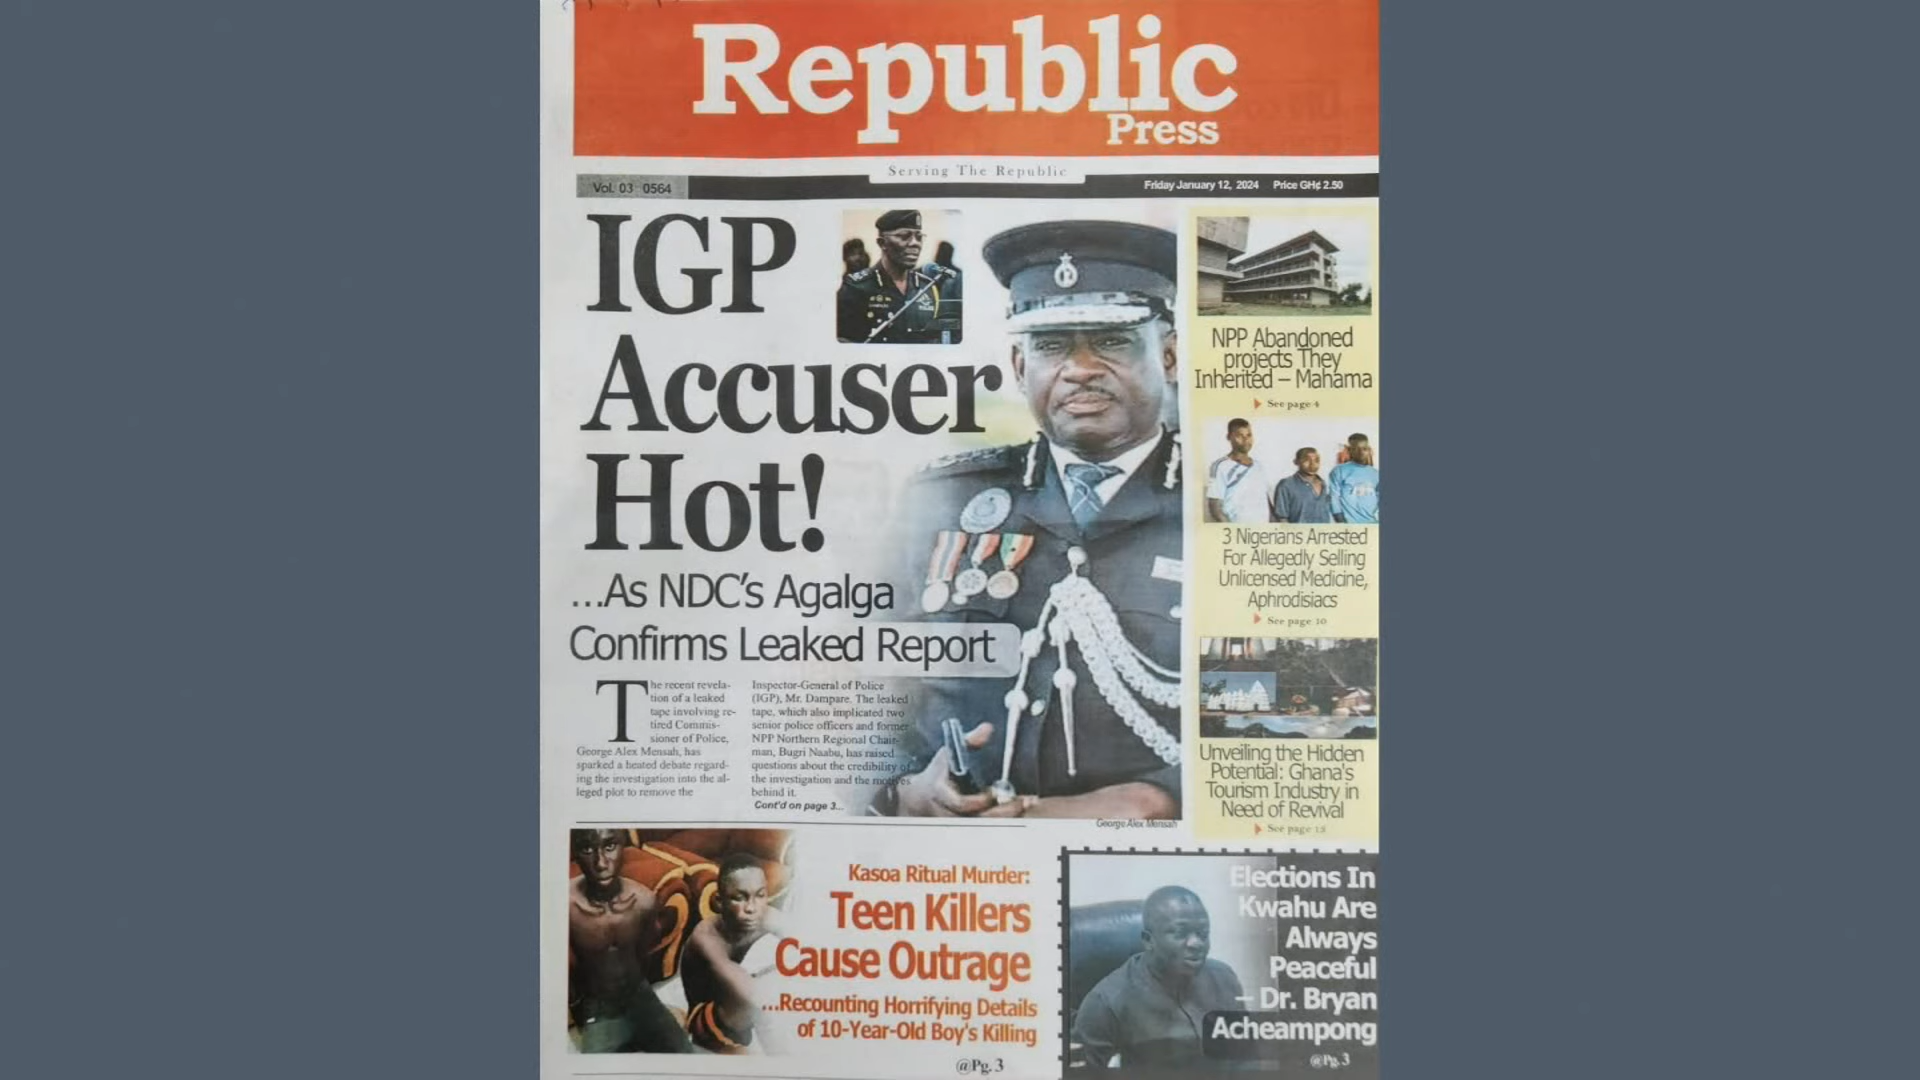 Republic
Press
Serving The Republic
Vol. 03 0564
Friday January 12, 2024 Price GH¢ 2.50
IGP
Accuser
Hot!
...As NDC's Agalga
Confirms Leaked Report
The recent revela-
tion of a leaked
tape involving re-
tired Commis-
sioner of Police,
George Alex Mensah, has
sparked a heated debate regard-
ing the investigation into the al-
leged plot to remove the
Inspector-General of Police
(IGP), Mr. Dampare. The leaked
tape, which also implicated two
senior police officers and former
NPP Northern Regional Chair-
man, Bugri Naabu, has raised
questions about the credibility of
the investigation and the motives
behind it.
Cont'd on page 3...
George Alex Mensah
NPP Abandoned
projects They
Inherited – Mahama
See page 4
3 Nigerians Arrested
For Allegedly Selling
Unlicensed Medicine,
Aphrodisiacs
See page 10
Unveiling the Hidden
Potential: Ghana's
Tourism Industry in
Need of Revival
See page 13
Kasoa Ritual Murder:
Teen Killers
Cause Outrage
...Recounting Horrifying Details
of 10-Year-Old Boy's Killing
@Pg. 3
Elections In
Kwahu Are
Always
Peaceful
– Dr. Bryan
Acheampong
@Pg. 3